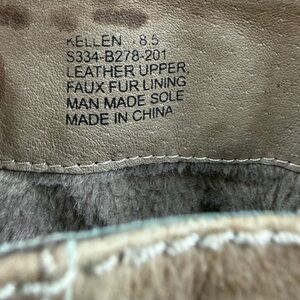 KELLEN 8.5
S334-B278-201
LEATHER UPPER,
FAUX FUR LINING
MAN MADE SOLE
MADE IN CHINA